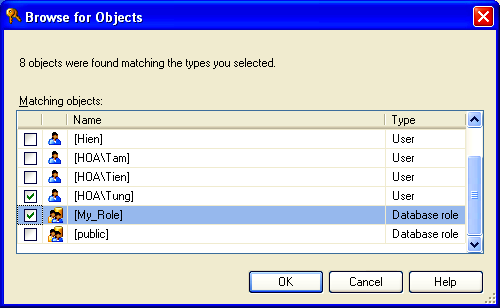 Browse for Objects
8 objects were found matching the types you selected.
Matching objects:
Name Type
[Hien] User
[HOA\Tam] User
[HOA\Tien] User
[HOA\Tung] User
[My_Role] Database role
[public] Database role
OK Cancel Help